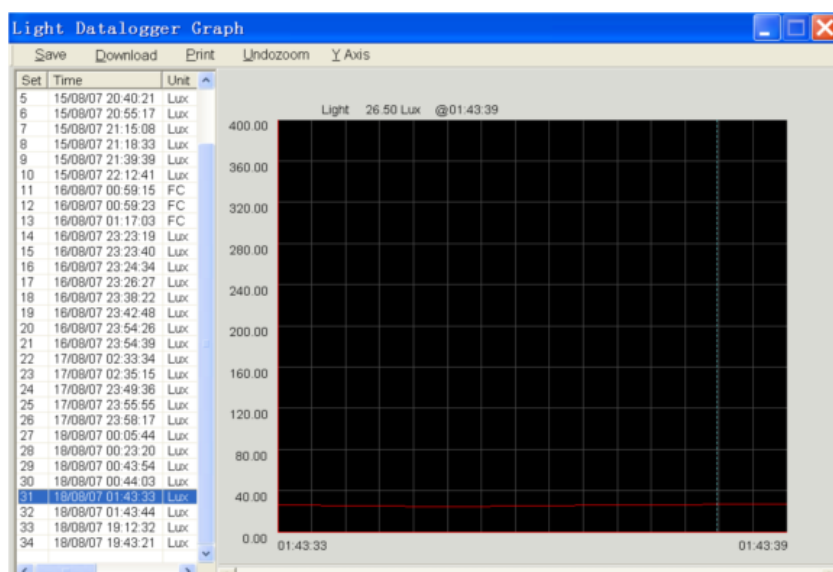 Light Datalogger Graph
Save Download Print Undozoom Y Axis
Set Time Unit
5 15/08/07 20:40:21 Lux
6 15/08/07 20:55:17 Lux
7 15/08/07 21:15:08 Lux
8 15/08/07 21:18:33 Lux
9 15/08/07 21:39:39 Lux
10 15/08/07 22:12:41 Lux
11 16/08/07 00:59:15 FC
12 16/08/07 00:59:23 FC
13 16/08/07 01:17:03 FC
14 16/08/07 23:23:19 Lux
15 16/08/07 23:23:40 Lux
16 16/08/07 23:24:34 Lux
17 16/08/07 23:26:27 Lux
18 16/08/07 23:38:22 Lux
19 16/08/07 23:42:48 Lux
20 16/08/07 23:54:26 Lux
21 16/08/07 23:54:39 Lux
22 17/08/07 02:33:34 Lux
23 17/08/07 02:35:15 Lux
24 17/08/07 23:49:36 Lux
25 17/08/07 23:55:55 Lux
26 17/08/07 23:58:17 Lux
27 18/08/07 00:05:44 Lux
28 18/08/07 00:23:20 Lux
29 18/08/07 00:43:54 Lux
30 18/08/07 00:44:03 Lux
31 18/08/07 01:43:33 Lux
32 18/08/07 01:43:44 Lux
33 18/08/07 19:12:32 Lux
34 18/08/07 19:43:21 Lux
Light 26.50 Lux @01:43:39
400.00
360.00
320.00
280.00
240.00
200.00
160.00
120.00
80.00
40.00
0.00
01:43:33 01:43:39